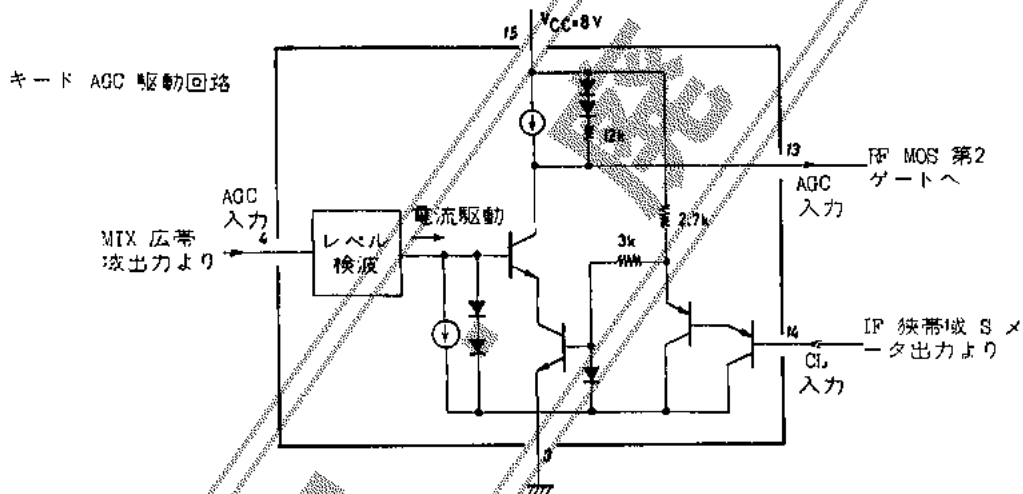 15
VCC=8V
キード AGC 駆動回路
12k
13
RF MOS 第2
ゲートへ
AGC
入力
AGC
入力
4
電流駆動
2.7k
3k
MIX 広帯
域出力より
レベル
検波
14
IF 狭帯域 S メ
ータ出力より
CL
入力